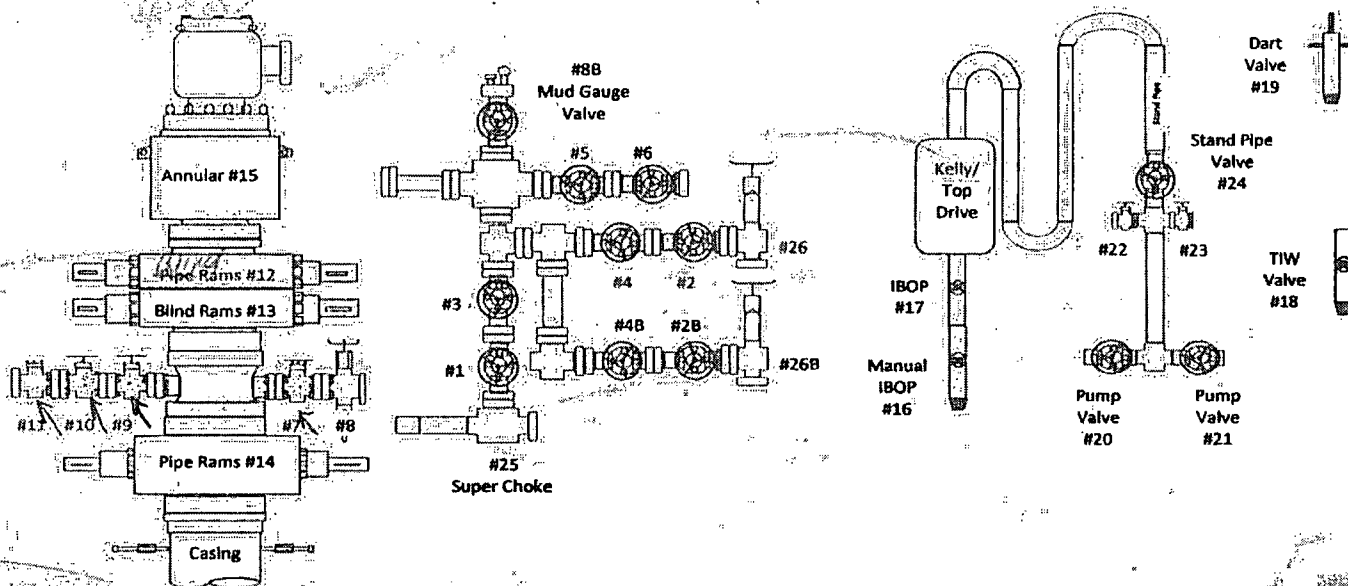 Annular #15
Pipe Rams #12
Blind Rams #13
#11
#10
#9
#7
#8
Pipe Rams #14
Casing
#8B
Mud Gauge
Valve
#5
#6
#26
#4
#2
#3
#4B
#2B
#26B
#1
#25
Super Choke
Kelly/
Top
Drive
IBOP
#17
Manual
IBOP
#16
Stand Pipe
Stand Pipe
Valve
#24
#22
#23
Pump
Valve
#20
Pump
Valve
#21
Dart
Valve
#19
TIW
Valve
#18